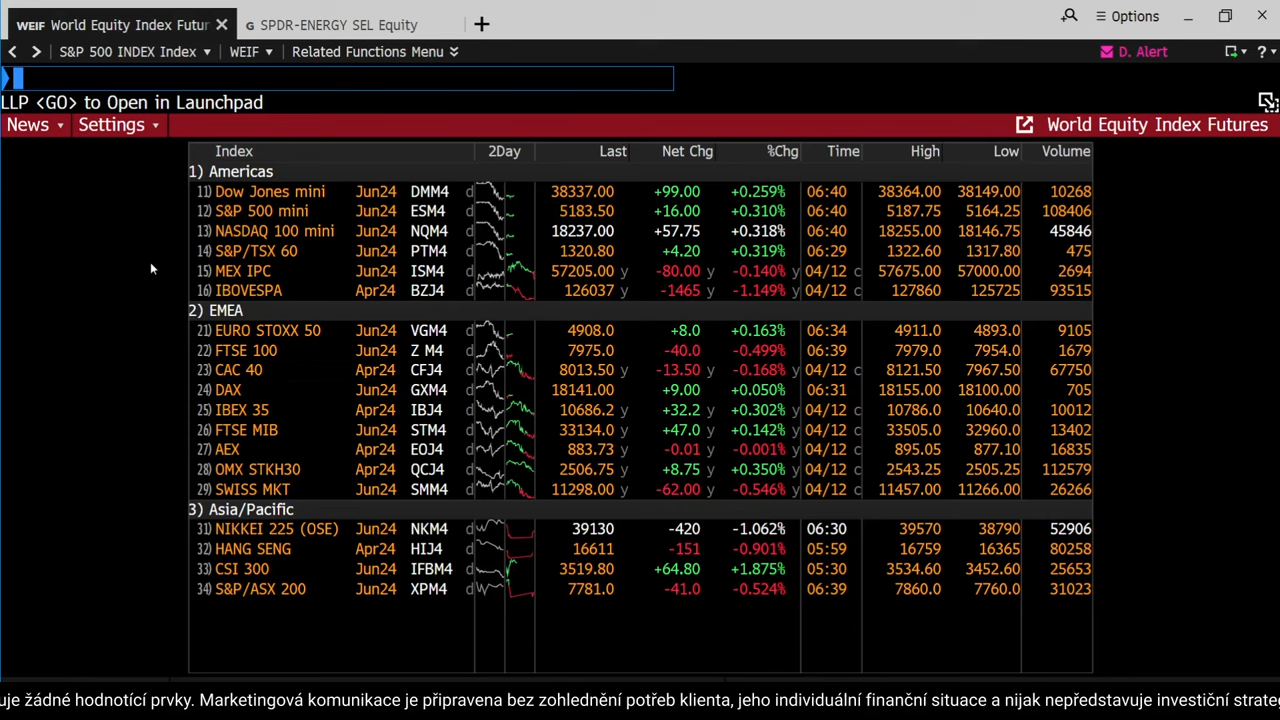 WEIF World Equity Index Futur ✕ G SPDR-ENERGY SEL Equity + Options
S&P 500 INDEX Index ▾ WEIF ▾ Related Functions Menu D. Alert ?
LLP <GO> to Open in Launchpad
News ▾ Settings ▾ World Equity Index Futures
Index 2Day Last Net Chg %Chg Time High Low Volume
1) Americas
11) Dow Jones mini Jun24 DMM4 d 38337.00 +99.00 +0.259% 06:40 38364.00 38149.00 10268
12) S&P 500 mini Jun24 ESM4 d 5183.50 +16.00 +0.310% 06:40 5187.75 5164.25 108406
13) NASDAQ 100 mini Jun24 NQM4 d 18237.00 +57.75 +0.318% 06:40 18255.00 18146.75 45846
14) S&P/TSX 60 Jun24 PTM4 d 1320.80 +4.20 +0.319% 06:29 1322.60 1317.80 475
15) MEX IPC Jun24 ISM4 d 57205.00 y -80.00 y -0.140% y 04/12 c 57675.00 57000.00 2694
16) IBOVESPA Apr24 BZJ4 d 126037 y -1465 y -1.149% y 04/12 c 127860 125725 93515
2) EMEA
21) EURO STOXX 50 Jun24 VGM4 d 4908.0 +8.0 +0.163% 06:34 4911.0 4893.0 9105
22) FTSE 100 Jun24 Z M4 d 7975.0 -40.0 -0.499% 06:39 7979.0 7954.0 1679
23) CAC 40 Apr24 CFJ4 d 8013.50 y -13.50 y -0.168% y 04/12 c 8121.50 7967.50 67750
24) DAX Jun24 GXM4 d 18141.00 +9.00 +0.050% 06:31 18155.00 18100.00 705
25) IBEX 35 Apr24 IBJ4 d 10686.2 y +32.2 y +0.302% y 04/12 c 10786.0 10640.0 10012
26) FTSE MIB Jun24 STM4 d 33134.0 y +47.0 y +0.142% y 04/12 c 33505.0 32960.0 13402
27) AEX Apr24 EOJ4 d 883.73 y -0.01 y -0.001% y 04/12 c 895.05 877.10 16835
28) OMX STKH30 Apr24 QCJ4 d 2506.75 y +8.75 y +0.350% y 04/12 c 2543.25 2505.25 112579
29) SWISS MKT Jun24 SMM4 d 11298.00 y -62.00 y -0.546% y 04/12 c 11457.00 11266.00 26266
3) Asia/Pacific
31) NIKKEI 225 (OSE) Jun24 NKM4 d 39130 -420 -1.062% 06:30 39570 38790 52906
32) HANG SENG Apr24 HIJ4 d 16611 -151 -0.901% 05:59 16759 16365 80258
33) CSI 300 Jun24 IFBM4 d 3519.80 +64.80 +1.875% 05:30 3534.60 3452.60 25653
34) S&P/ASX 200 Jun24 XPM4 d 7781.0 -41.0 -0.524% 06:39 7860.0 7760.0 31023
uje žádné hodnotící prvky. Marketingová komunikace je připravena bez zohlednění potřeb klienta, jeho individuální finanční situace a nijak nepředstavuje investiční strate